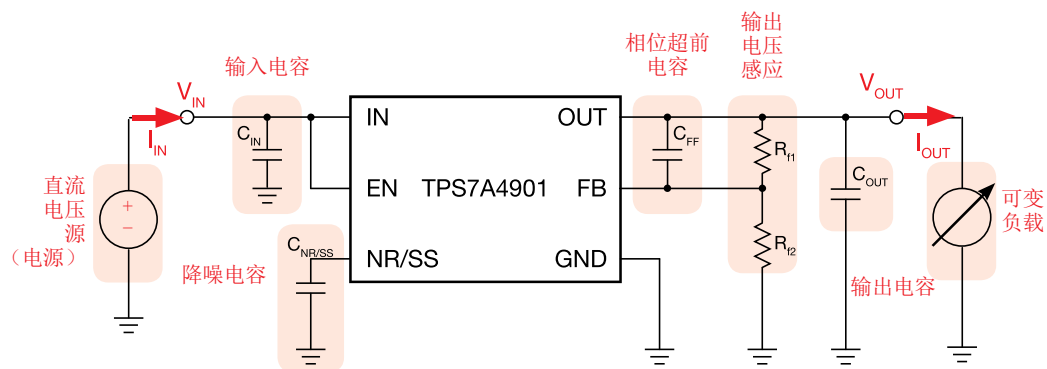 输入电容
V_IN
I_IN
直流
电压
源
（电源）
+
−
C_IN
降噪电容
C_NR/SS
IN
OUT
EN
TPS7A4901
FB
NR/SS
GND
相位超前
电容
C_FF
输出
电压
感应
R_f1
R_f2
C_OUT
输出电容
V_OUT
I_OUT
可变
负载